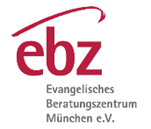 ebz
Evangelisches
Beratungszentrum
München e.V.